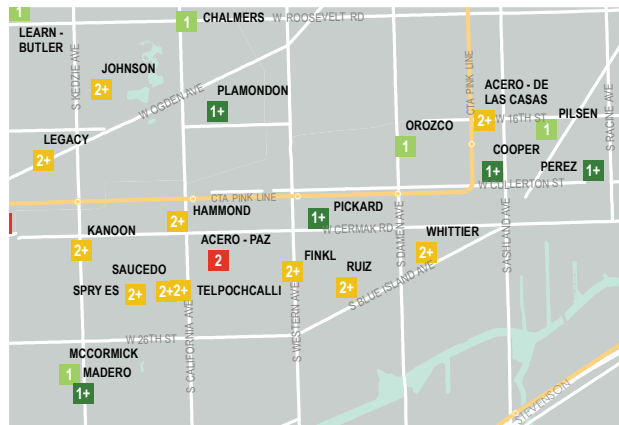 1
CHALMERS
W ROOSEVELT RD
LEARN -
BUTLER
S KEDZIE AVE
JOHNSON
2+
W OGDEN AVE
PLAMONDON
1+
CTA PINK LINE
ACERO - DE
LAS CASAS
2+
W 16TH ST
PILSEN
1
S RACINE AVE
LEGACY
2+
OROZCO
1
COOPER
1+
PEREZ
1+
W CULLERTON ST
CTA PINK LINE
HAMMOND
2+
PICKARD
1+
W CERMAK RD
S DAMEN AVE
S ASHLAND AVE
KANOON
2+
ACERO - PAZ
2
WHITTIER
2+
FINKL
2+
RUIZ
2+
SAUCEDO
SPRY ES
2+
2+
2+
TELPOCHCALLI
S CALIFORNIA AVE
S WESTERN AVE
S BLUE ISLAND AVE
W 26TH ST
MCCORMICK
1
MADERO
1+
STEVENSON